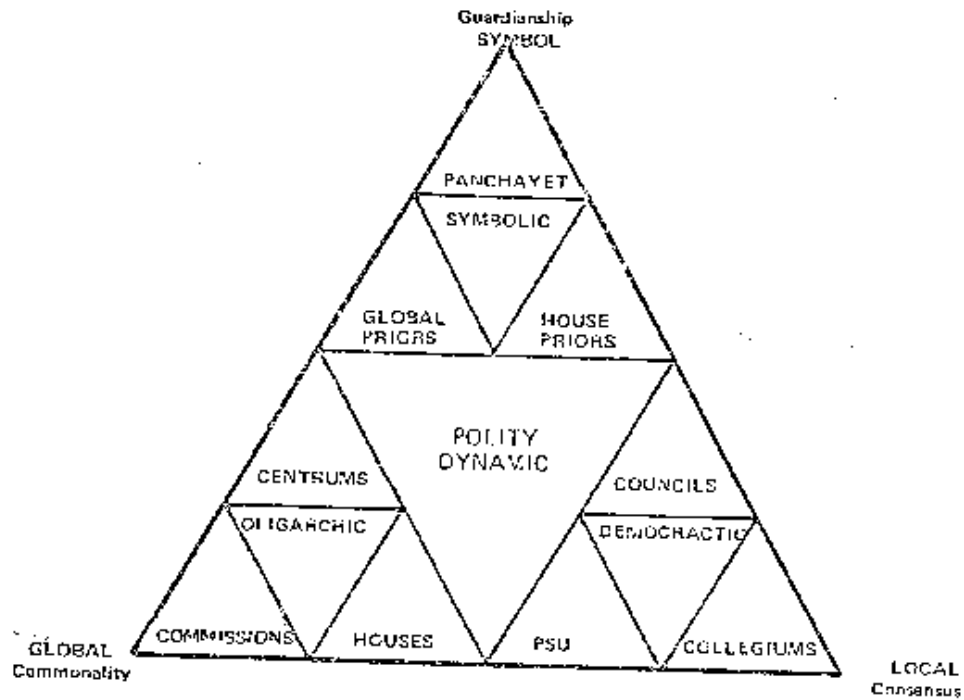 Guardianship
SYMBOL
PANCHAYET
SYMBOLIC
GLOBAL
PRIORS
HOUSE
PRIORS
POLITY
DYNAMIC
CENTRUMS
COUNCILS
OLIGARCHIC
DEMOCRACTIC
COMMISSIONS
HOUSES
PSU
COLLEGIUMS
GLOBAL
Commonality
LOCAL
Consensus